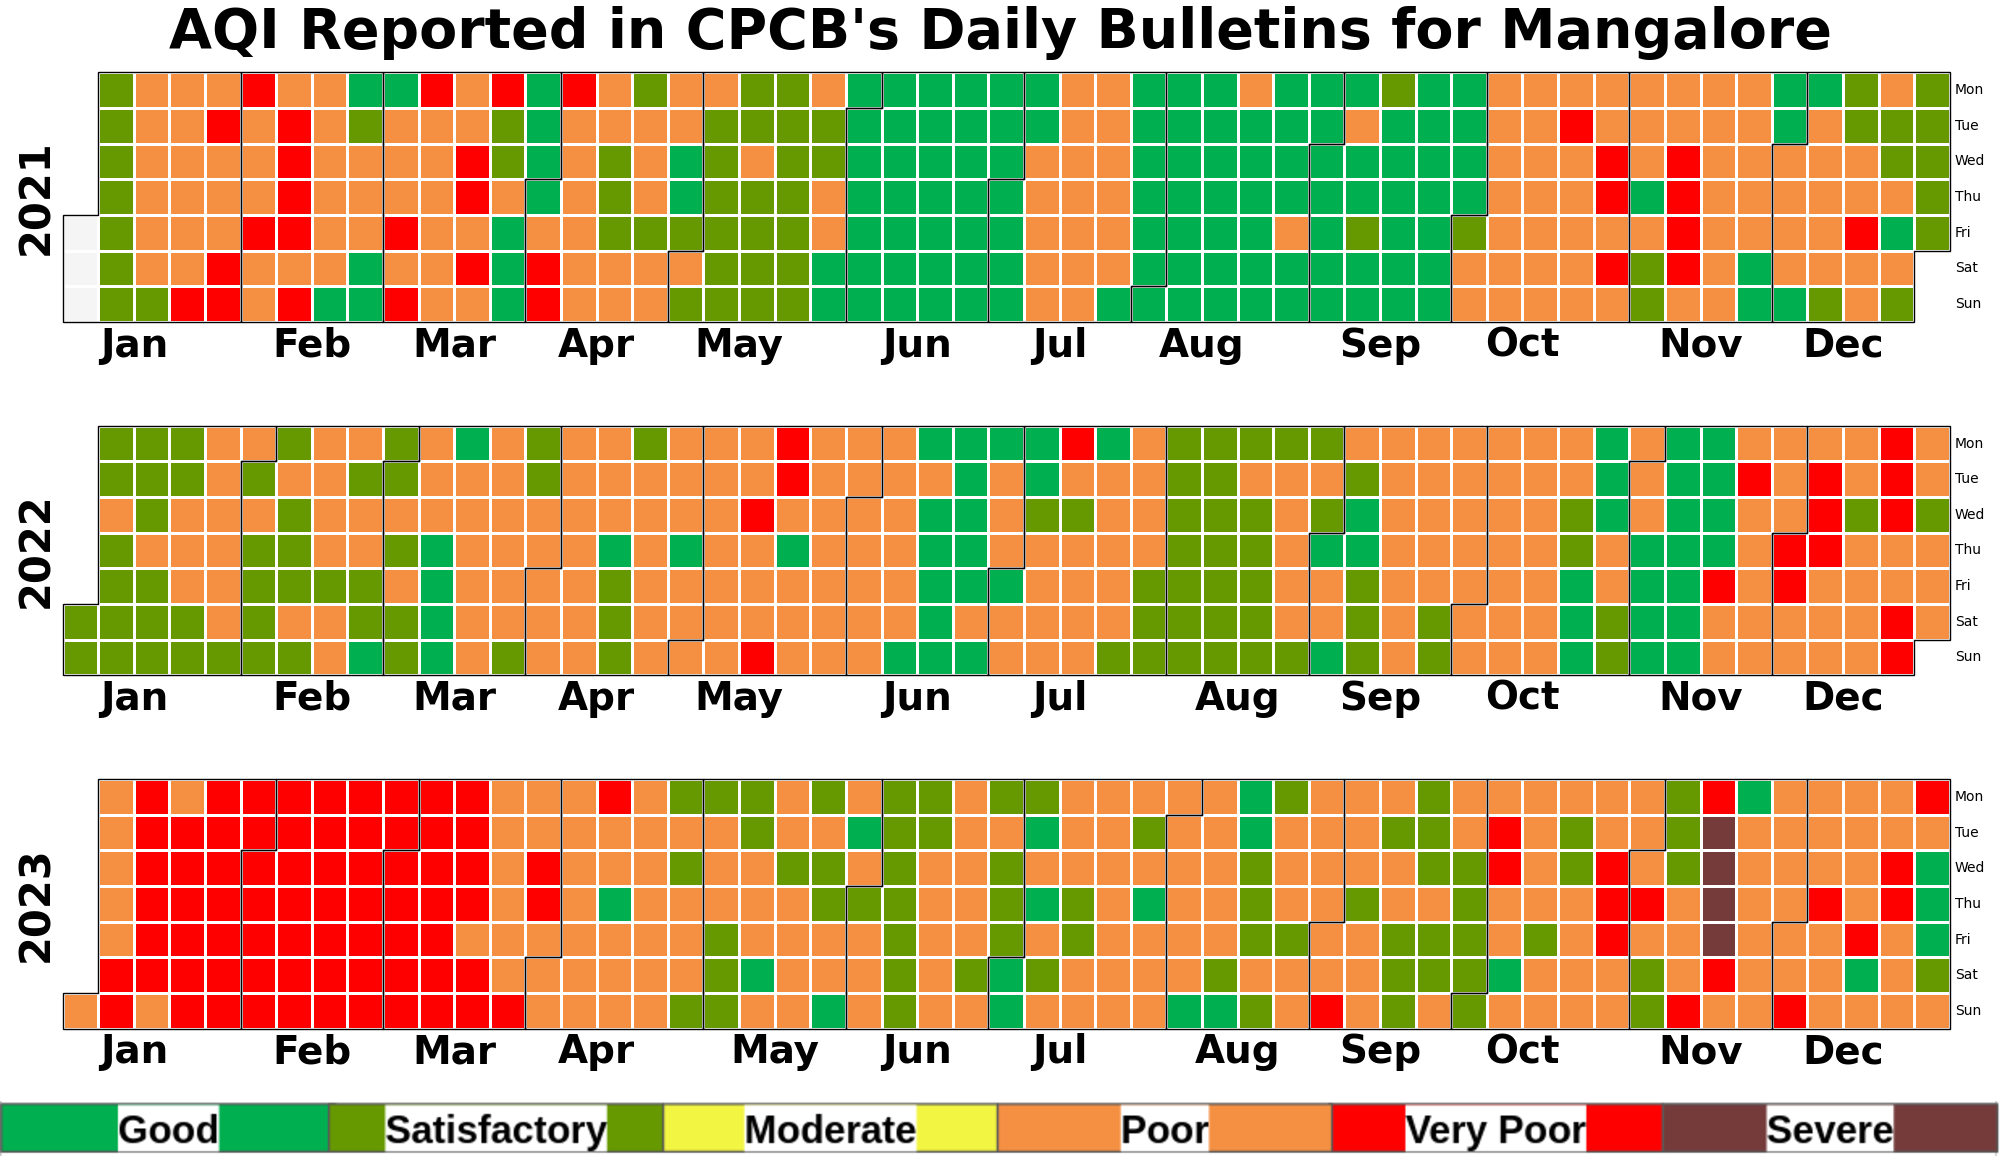 AQI Reported in CPCB's Daily Bulletins for Mangalore
2021
Mon
Tue
Wed
Thu
Fri
Sat
Sun
Jan Feb Mar Apr May Jun Jul Aug Sep Oct Nov Dec
2022
Mon
Tue
Wed
Thu
Fri
Sat
Sun
Jan Feb Mar Apr May Jun Jul Aug Sep Oct Nov Dec
2023
Mon
Tue
Wed
Thu
Fri
Sat
Sun
Jan Feb Mar Apr May Jun Jul Aug Sep Oct Nov Dec
Good Satisfactory Moderate Poor Very Poor Severe